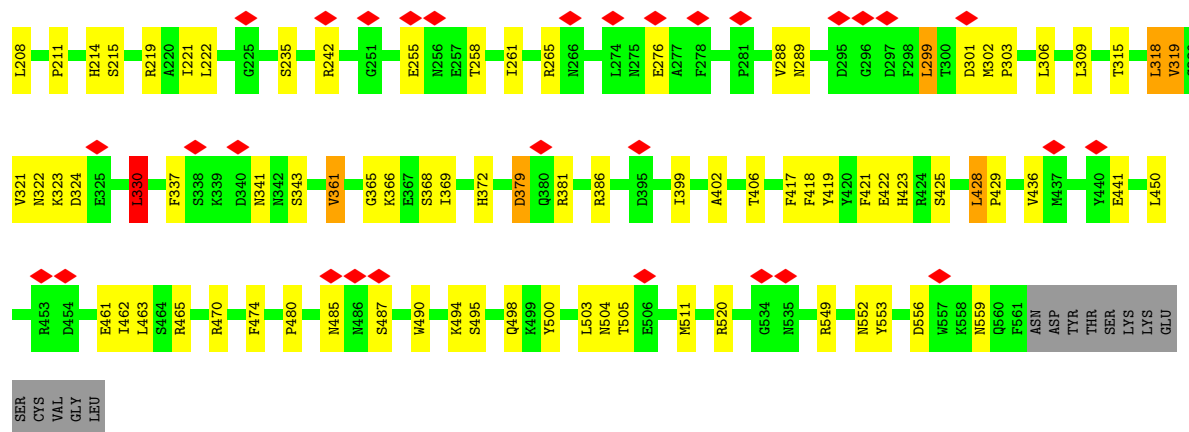 L208 P211 H214 S215 R219 A220 I221 L222 G225 S235 R242 G251 E255 N256 E257 T258 I261 R265 N266 L274 N275 E276 A277 F278 P281 V288 N289 D295 G296 D297 F298 L299 T300 D301 M302 P303 L306 L309 T315 L318 V319
V321 N322 K323 D324 E325 L330 F337 S338 K339 D340 N341 N342 S343 V361 G365 K366 E367 S368 I369 H372 D379 Q380 R381 R386 D395 I399 A402 T406 F417 F418 Y419 Y420 F421 E422 H423 R424 S425 L428 P429 V436 M437 Y440 E441 L450
R453 D454 E461 I462 L463 S464 R465 R470 F474 P480 N485 N486 S487 W490 K494 S495 Q498 K499 Y500 L503 N504 T505 E506 M511 R520 G534 N535 R549 N552 Y553 D556 W557 K558 N559 Q560 F561 ASN ASP TYR THR SER LYS LYS GLU
SER CYS VAL GLY LEU